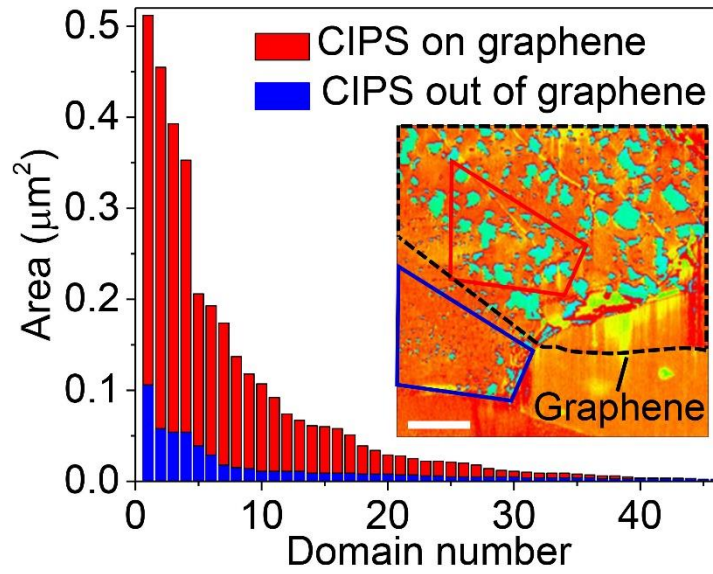 0.5
0.4
0.3
0.2
0.1
0.0
Area (μm²)
CIPS on graphene
CIPS out of graphene
Graphene
0
10
20
30
40
Domain number